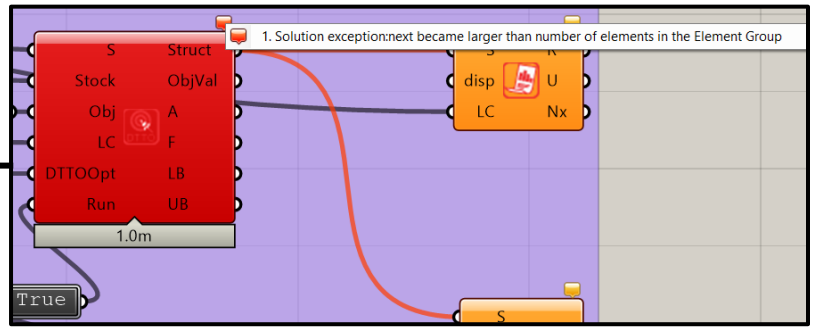 1. Solution exception:next became larger than number of elements in the Element Group
S Struct
Stock ObjVal
Obj A
LC F
DTTOOpt LB
Run UB
1.0m
True
S R
disp U
LC Nx
S